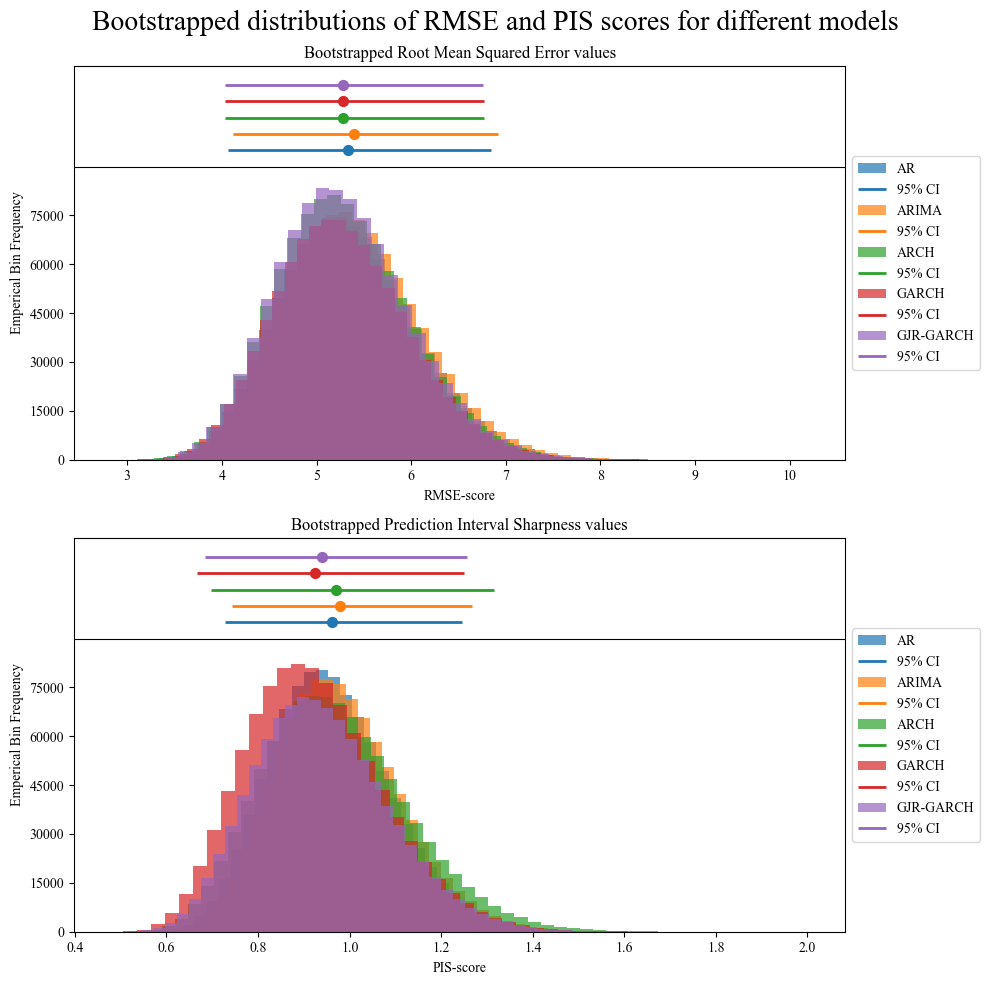 Bootstrapped distributions of RMSE and PIS scores for different models
Bootstrapped Root Mean Squared Error values
Emperical Bin Frequency
75000
60000
45000
30000
15000
0
3 4 5 6 7 8 9 10
RMSE-score
AR
95% CI
ARIMA
95% CI
ARCH
95% CI
GARCH
95% CI
GJR-GARCH
95% CI
Bootstrapped Prediction Interval Sharpness values
Emperical Bin Frequency
75000
60000
45000
30000
15000
0
0.4 0.6 0.8 1.0 1.2 1.4 1.6 1.8 2.0
PIS-score
AR
95% CI
ARIMA
95% CI
ARCH
95% CI
GARCH
95% CI
GJR-GARCH
95% CI